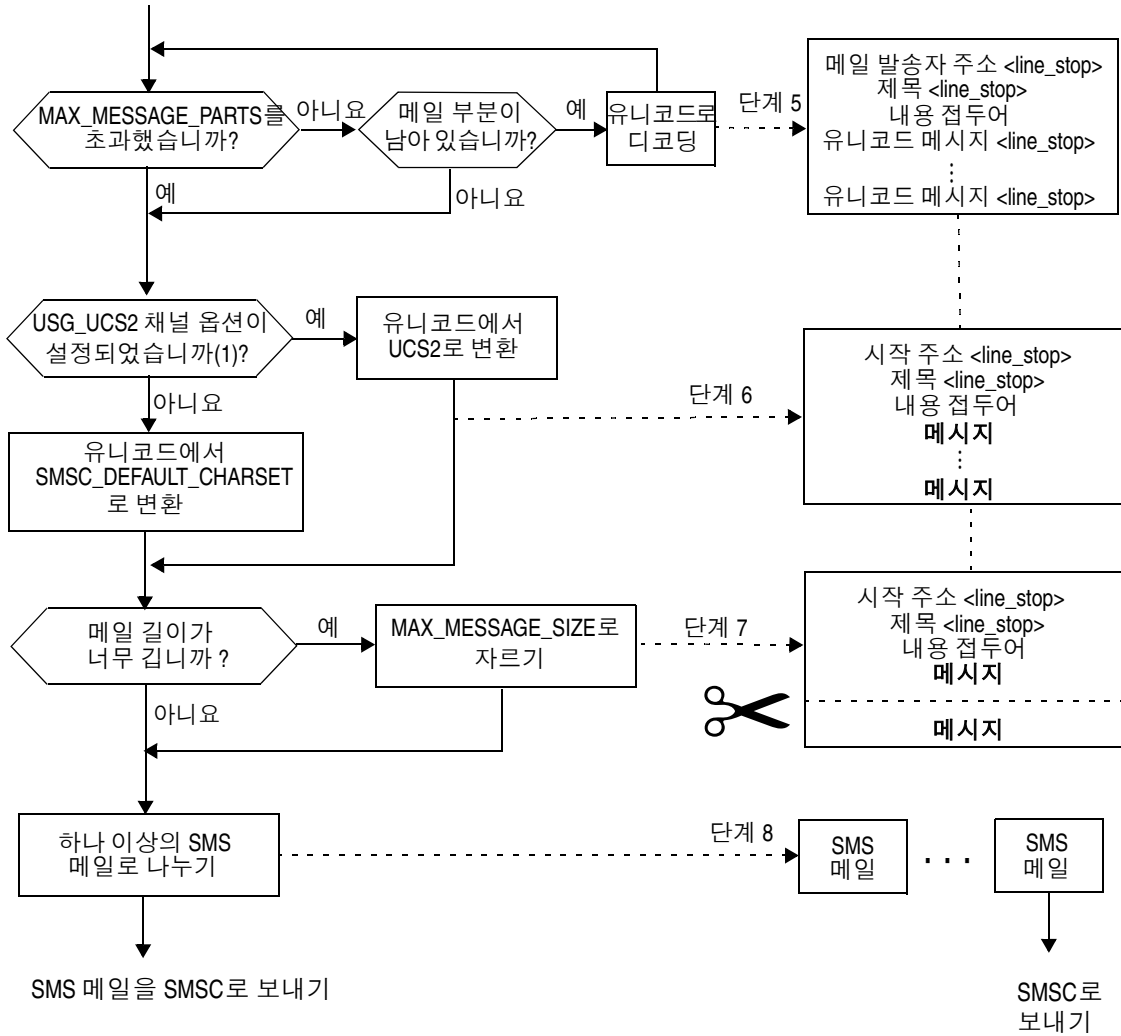 MAX_MESSAGE_PARTS를
초과했습니까?
아니요
메일 부분이
남아 있습니까?
예
유니코드로
디코딩
단계 5
메일 발송자 주소 <line_stop>
제목 <line_stop>
내용 접두어
유니코드 메시지 <line_stop>
유니코드 메시지 <line_stop>
예
아니요
USG_UCS2 채널 옵션이
설정되었습니까(1)?
예
유니코드에서
UCS2로 변환
아니요
단계 6
시작 주소 <line_stop>
제목 <line_stop>
내용 접두어
메시지
메시지
유니코드에서
SMSC_DEFAULT_CHARSET
로 변환
메일 길이가
너무 깁니까 ?
예
MAX_MESSAGE_SIZE로
자르기
단계 7
시작 주소 <line_stop>
제목 <line_stop>
내용 접두어
메시지
메시지
아니요
하나 이상의 SMS
메일로 나누기
단계 8
SMS
메일
. . .
SMS
메일
SMS 메일을 SMSC로 보내기
SMSC로
보내기